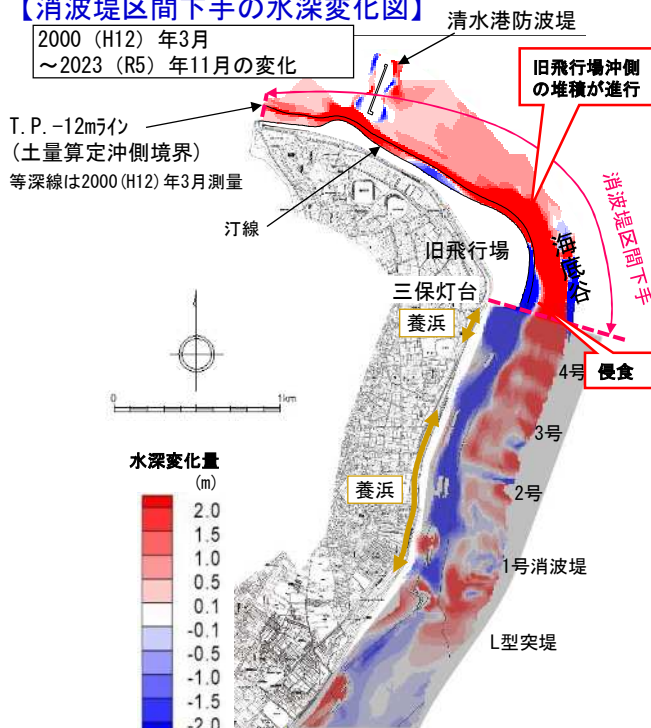 【消波堤区間下手の水深変化図】
2000 (H12) 年3月
～2023 (R5) 年11月の変化
清水港防波堤
旧飛行場沖側
の堆積が進行
T.P.-12mﾗｲﾝ
(土量算定沖側境界)
等深線は2000(H12)年3月測量
汀線
消波堤区間下手
旧飛行場
海底谷
三保灯台
養浜
侵食
4号
0
1km
3号
水深変化量
(m)
養浜
2号
2.0
1.5
1.0
0.5
0.1
-0.1
-0.5
-1.0
-1.5
-2.0
1号消波堤
L型突堤